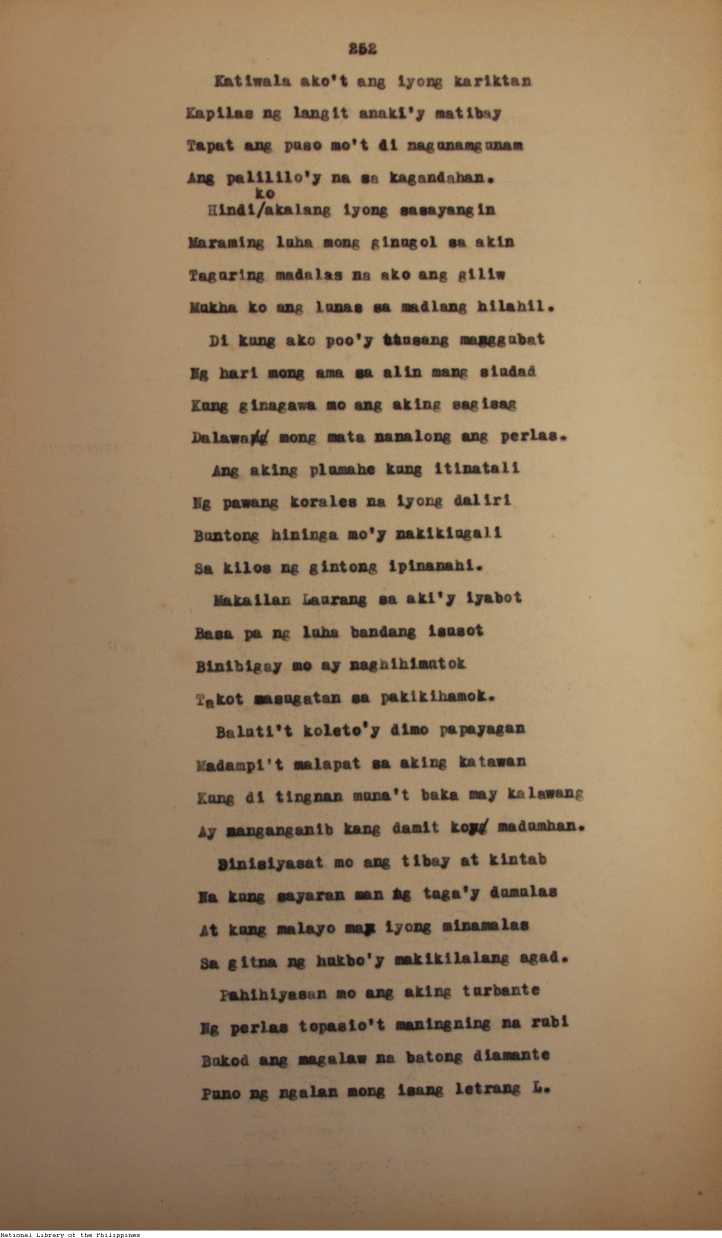 252
Katiwala ako't ang iyong kariktan
Kapilas ng langit anaki'y matibay
Tapat ang puso mo't di nagunamgunam
Ang palililo'y na sa kagandahan.
ko
Hindi/akalang iyong sasayangin
Maraming luha mong ginugol sa akin
Taguring madalas na ako ang giliw
Mukha ko ang lunas sa madlang hilahil.
Di kung ako poo'y utusang manggubat
Ng hari mong ama sa alin mang siudad
Kung ginagawa mo ang aking sagisag
Dalawa mong mata nanalong ang perlas.
Ang aking plumahe kung itinatali
Ng pawang korales na iyong daliri
Buntong hininga mo'y nakikiugali
Sa kilos ng gintong ipinanahi.
Makailan Laurang sa aki'y iyabot
Basa pa ng luha bandang isusot
Binibigay mo ay naghihimutok
Takot masugatan sa pakikihamok.
Baluti't koleto'y dimo papayagan
Madampi't malapat sa aking katawan
Kung di tingnan muna't baka may kalawang
Ay manganganib kang damit ko madumhan.
Sinisiyasat mo ang tibay at kintab
Na kung sayaran man ng taga'y dumulas
At kung malayo ma iyong minamalas
Sa gitna ng hukbo'y makikilalang agad.
Pahihiyasan mo ang aking turbante
Ng perlas topasio't maningning na rubi
Bukod ang magalaw na batong diamante
Puno ng ngalan mong isang letrang L.
National Library of the Philippines